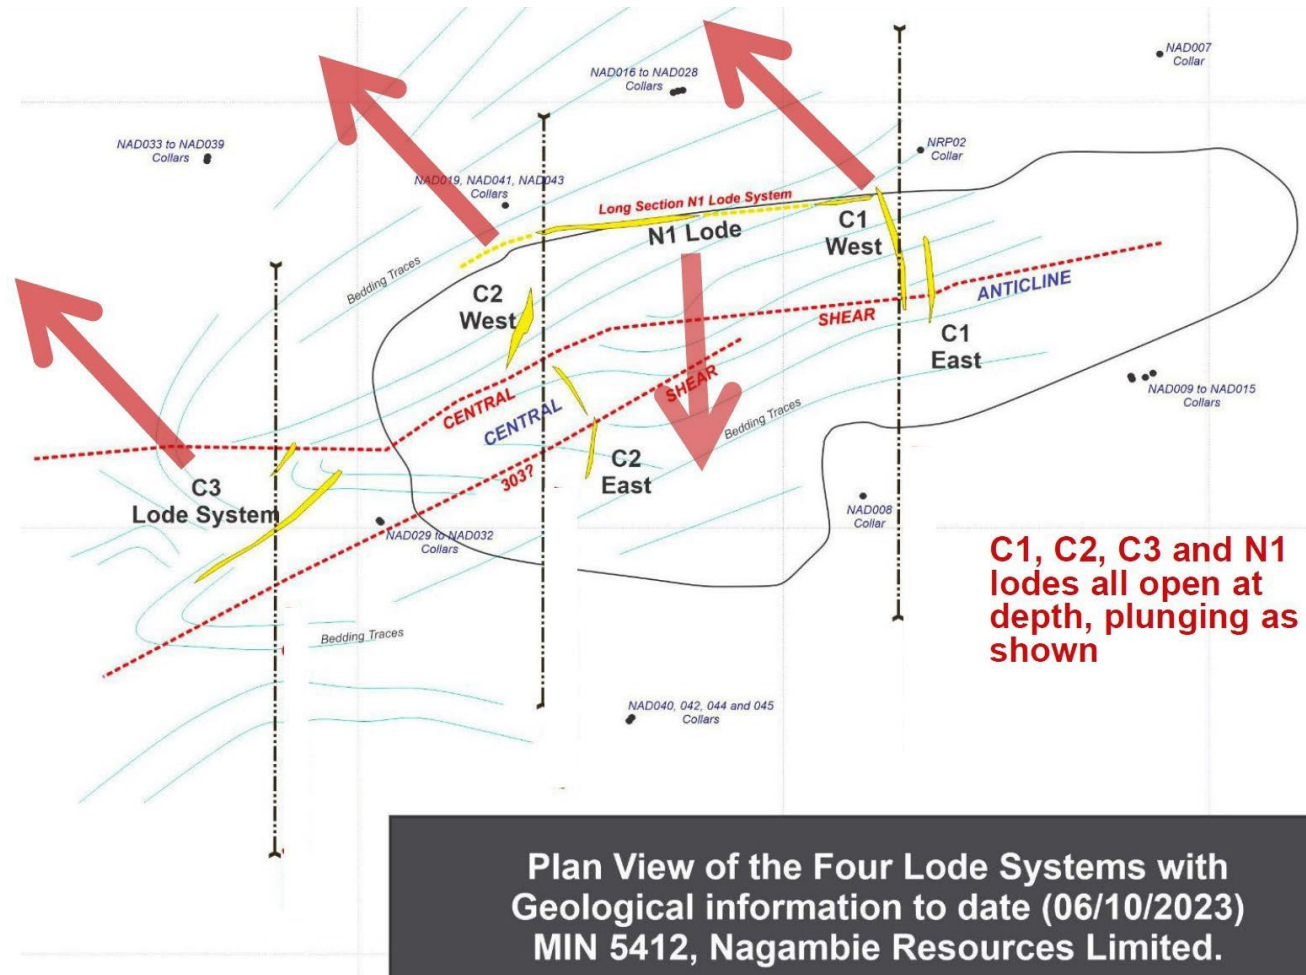 NAD007
Collar
NAD016 to NAD028
Collars
NAD033 to NAD039
Collars
NRP02
Collar
NAD019, NAD041, NAD043
Collars
Long Section N1 Lode System
N1 Lode
C1
West
Bedding Traces
C2
West
ANTICLINE
SHEAR
C1
East
SHEAR
CENTRAL
CENTRAL
NAD009 to NAD015
Collars
Bedding Traces
303?
C2
East
C3
Lode System
NAD008
Collar
NAD029 to NAD032
Collars
C1, C2, C3 and N1
lodes all open at
depth, plunging as
shown
Bedding Traces
NAD040, 042, 044 and 045
Collars
Plan View of the Four Lode Systems with
Geological information to date (06/10/2023)
MIN 5412, Nagambie Resources Limited.